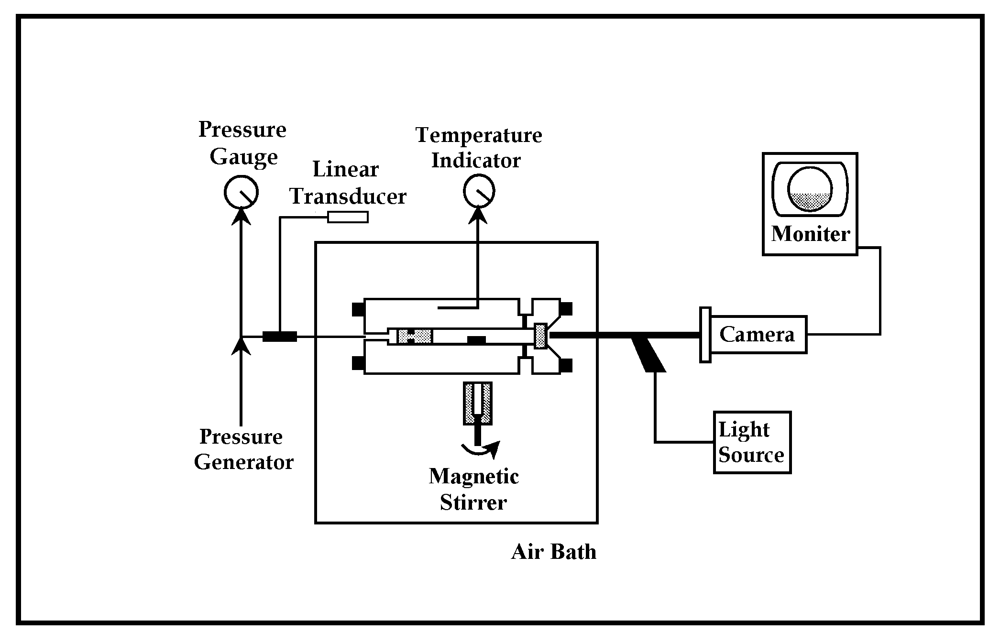 Pressure
Gauge
Linear
Transducer
Temperature
Indicator
Moniter
Camera
Light
Source
Pressure
Generator
Magnetic
Stirrer
Air Bath